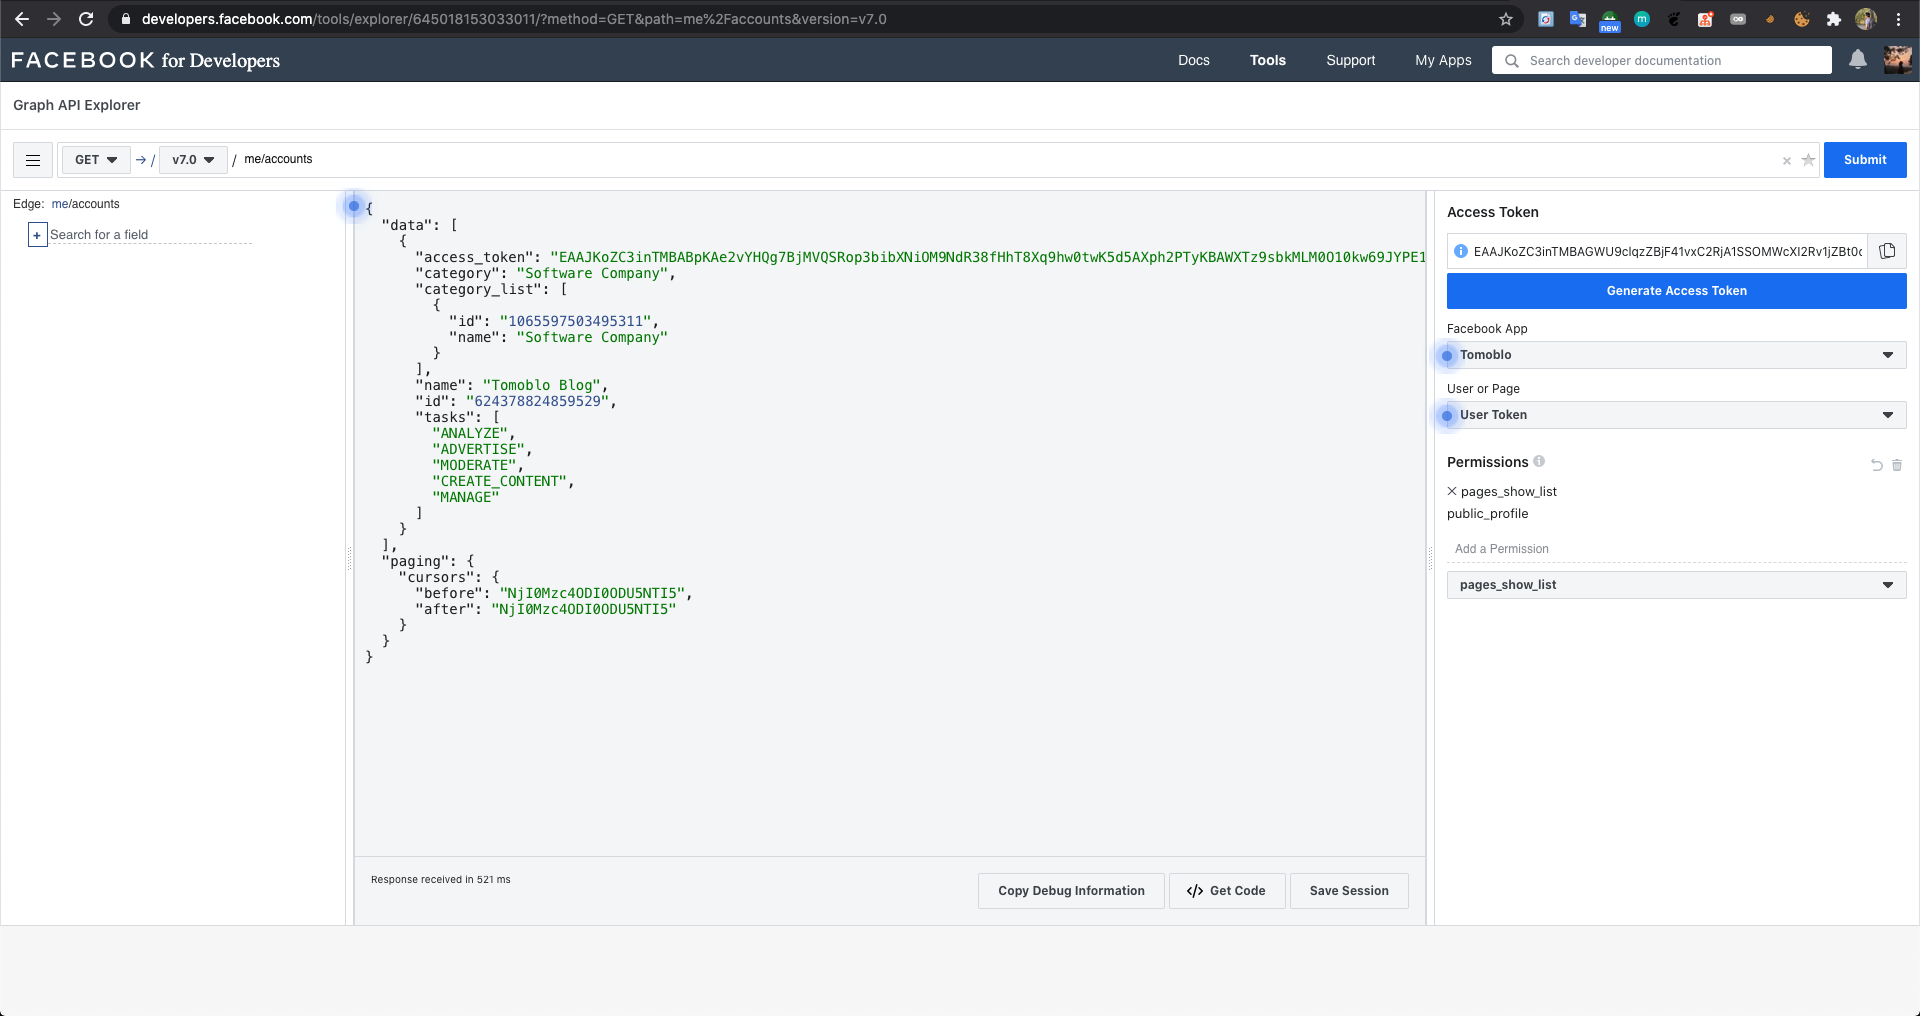 developers.facebook.com/tools/explorer/645018153033011/?method=GET&path=me%2Faccounts&version=v7.0
new
FACEBOOK for Developers
Docs
Tools
Support
My Apps
Search developer documentation
Graph API Explorer
GET
/
v7.0
/ me/accounts
Submit
Edge: me/accounts
+ Search for a field
{
"data": [
{
"access_token": "EAAJKoZC3inTMBABpKAe2vYHQg7BjMVQSRop3bibXNiOM9NdR38fHhT8Xq9hw0twK5d5AXph2PTyKBAWXTz9sbkMLM0O10kw69JYPE1
"category": "Software Company",
"category_list": [
{
"id": "1065597503495311",
"name": "Software Company"
}
],
"name": "Tomoblo Blog",
"id": "624378824859529",
"tasks": [
"ANALYZE",
"ADVERTISE",
"MODERATE",
"CREATE_CONTENT",
"MANAGE"
]
}
],
"paging": {
"cursors": {
"before": "NjI0Mzc4ODI0ODU5NTI5",
"after": "NjI0Mzc4ODI0ODU5NTI5"
}
}
}
Response received in 521 ms
Copy Debug Information
</> Get Code
Save Session
Access Token
EAAJKoZC3inTMBAGWU9clqzZBjF41vxC2RjA1SSOMWcXI2Rv1jZBt0c
Generate Access Token
Facebook App
Tomoblo
User or Page
User Token
Permissions
pages_show_list
public_profile
Add a Permission
pages_show_list